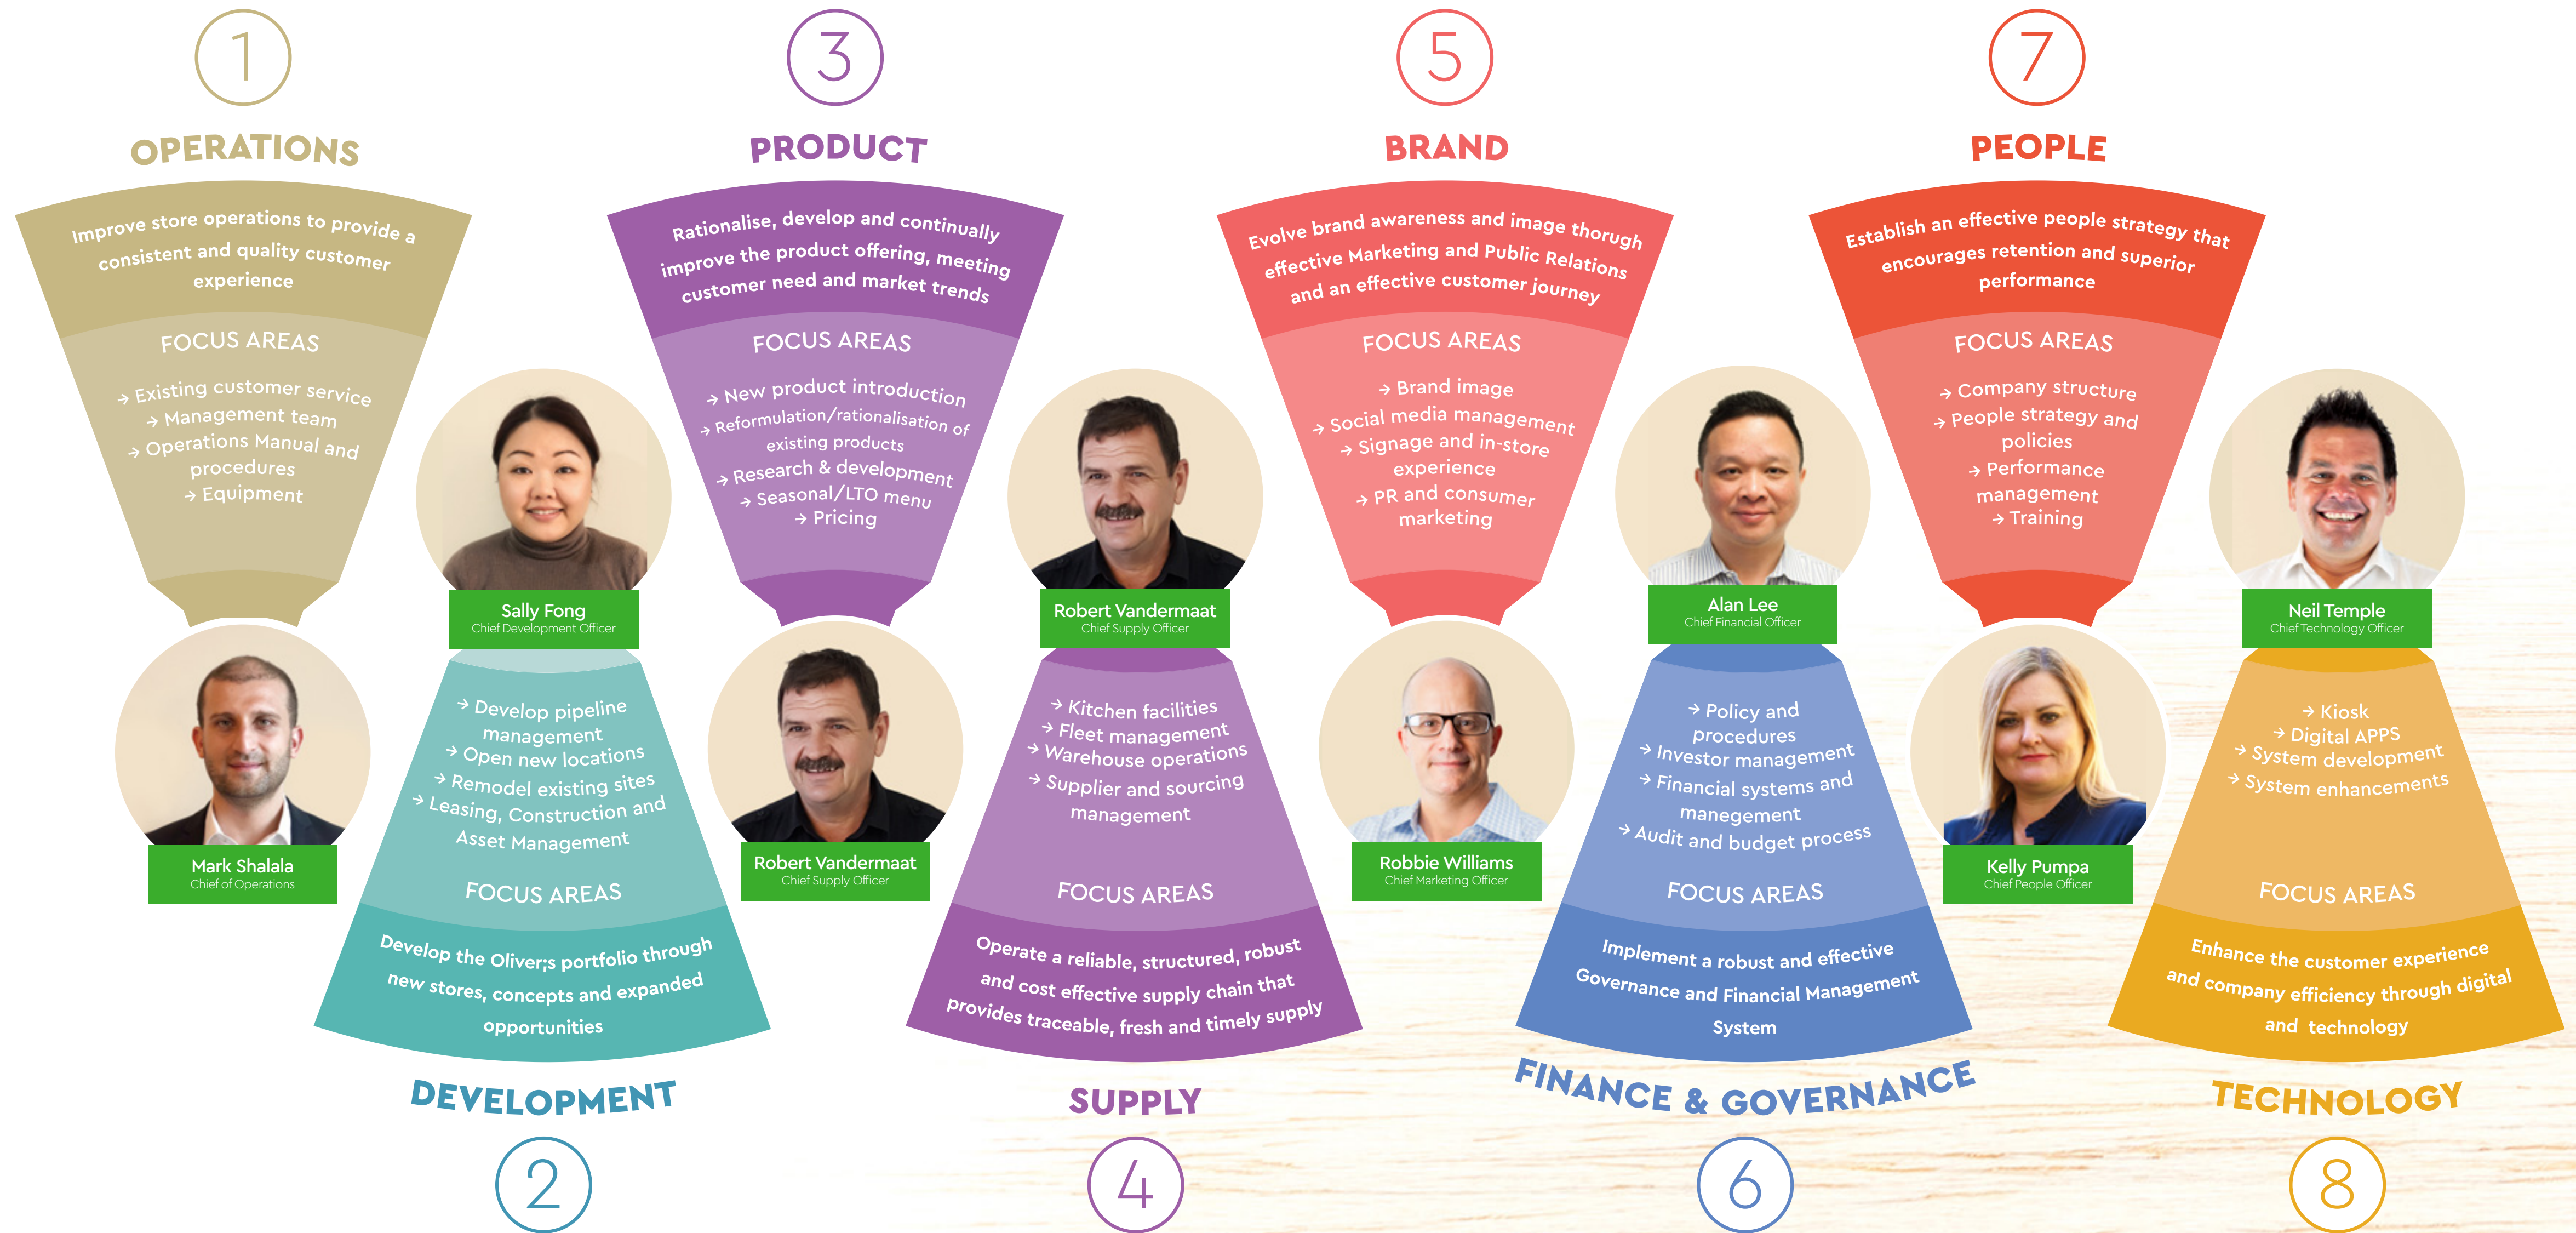 1
OPERATIONS
Improve store operations to provide a
consistent and quality customer
experience
FOCUS AREAS
→ Existing customer service
→ Management team
→ Operations Manual and
procedures
→ Equipment
Mark Shalala
Chief of Operations
Sally Fong
Chief Development Officer
→ Develop pipeline
management
→ Open new locations
→ Remodel existing sites
→ Leasing, Construction and
Asset Management
FOCUS AREAS
Develop the Oliver;s portfolio through
new stores, concepts and expanded
opportunities
DEVELOPMENT
2
3
PRODUCT
Rationalise, develop and continually
improve the product offering, meeting
customer need and market trends
FOCUS AREAS
→ New product introduction
→ Reformulation/rationalisation of
existing products
→ Research & development
→ Seasonal/LTO menu
→ Pricing
Robert Vandermaat
Chief Supply Officer
Robert Vandermaat
Chief Supply Officer
→ Kitchen facilities
→ Fleet management
→ Warehouse operations
→ Supplier and sourcing
management
FOCUS AREAS
Operate a reliable, structured, robust
and cost effective supply chain that
provides traceable, fresh and timely supply
SUPPLY
4
5
BRAND
Evolve brand awareness and image thorugh
effective Marketing and Public Relations
and an effective customer journey
FOCUS AREAS
→ Brand image
→ Social media management
→ Signage and in-store
experience
→ PR and consumer
marketing
Robbie Williams
Chief Marketing Officer
Alan Lee
Chief Financial Officer
→ Policy and
procedures
→ Investor management
→ Financial systems and
manegement
→ Audit and budget process
FOCUS AREAS
Implement a robust and effective
Governance and Financial Management
System
FINANCE & GOVERNANCE
6
7
PEOPLE
Establish an effective people strategy that
encourages retention and superior
performance
FOCUS AREAS
→ Company structure
→ People strategy and
policies
→ Performance
management
→ Training
Kelly Pumpa
Chief People Officer
Neil Temple
Chief Technology Officer
→ Kiosk
→ Digital APPS
→ System development
→ System enhancements
FOCUS AREAS
Enhance the customer experience
and company efficiency through digital
and technology
TECHNOLOGY
8